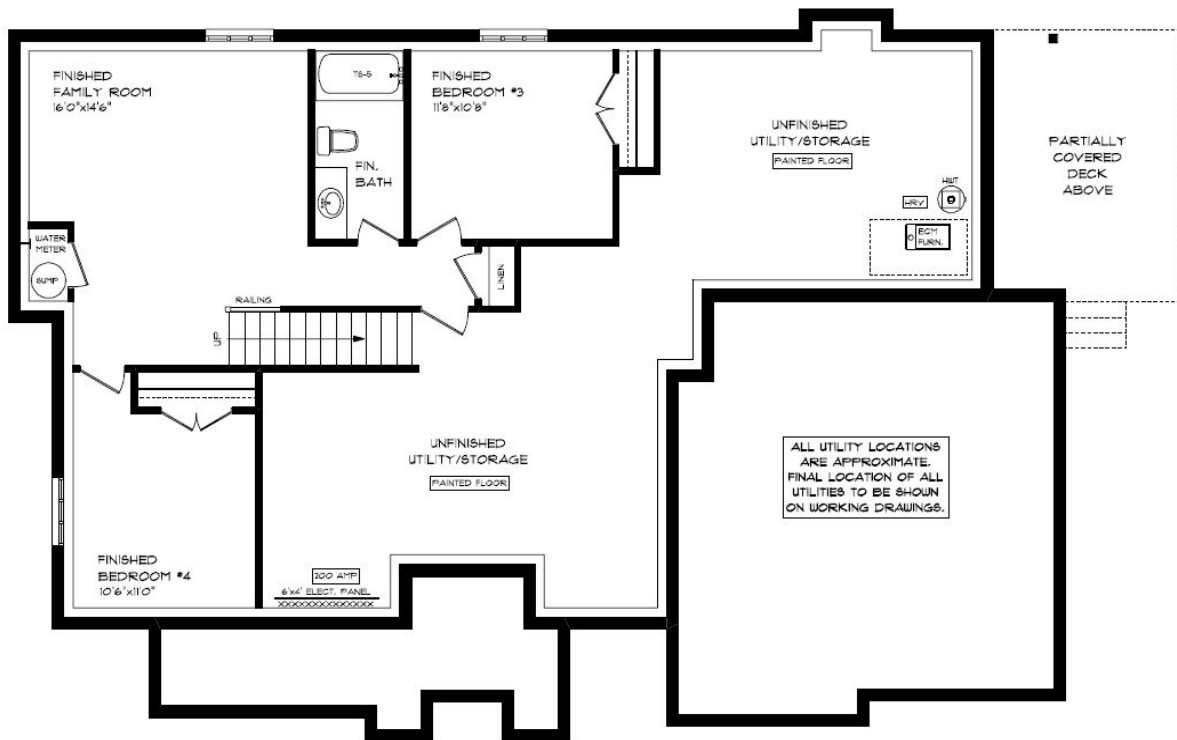 FINISHED
FAMILY ROOM
16'0"x14'6"
TS-5
FIN.
BATH
FINISHED
BEDROOM #3
11'8"x10'8"
UNFINISHED
UTILITY/STORAGE
PAINTED FLOOR
PARTIALLY
COVERED
DECK
ABOVE
HWT
HRV
ECM
FURN.
WATER
METER
SUMP
LINEN
RAILING
UP
UNFINISHED
UTILITY/STORAGE
PAINTED FLOOR
ALL UTILITY LOCATIONS
ARE APPROXIMATE.
FINAL LOCATION OF ALL
UTILITIES TO BE SHOWN
ON WORKING DRAWINGS.
FINISHED
BEDROOM #4
10'6"x11'0"
200 AMP
6'x4' ELECT. PANEL